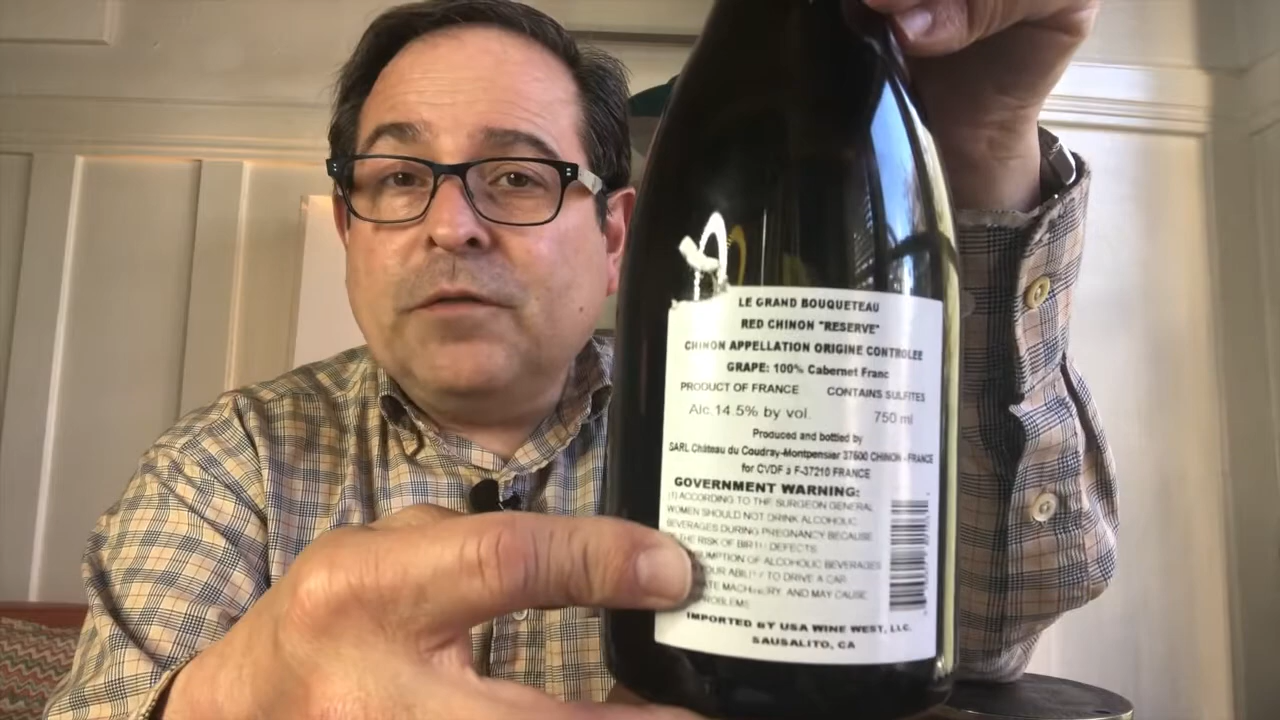 LE GRAND BOUQUETEAU
RED CHINON "RESERVE"
CHINON APPELLATION ORIGINE CONTROLEE
GRAPE: 100% Cabernet Franc
PRODUCT OF FRANCE CONTAINS SULFITES
Alc.14.5% by vol. 750 ml
Produced and bottled by
SARL Château du Coudray-Montpensier 37500 CHINON - FRANCE
for CVDF à F-37210 FRANCE
GOVERNMENT WARNING:
(1) ACCORDING TO THE SURGEON GENERAL
WOMEN SHOULD NOT DRINK ALCOHOLIC
BEVERAGES DURING PREGNANCY BECAUSE
THE RISK OF BIRTH DEFECTS.
OF ALCOHOLIC BEVERAGES
YOUR ABILITY TO DRIVE A CAR
MACHINERY, AND MAY CAUSE
PROBLEMS
IMPORTED BY USA WINE WEST, LLC.
SAUSALITO, CA